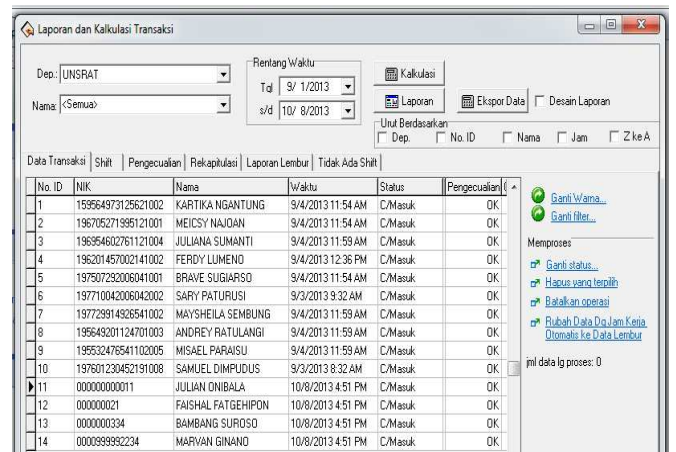 Laporan dan Kalkulasi Transaksi
Dep.: UNSRAT
Nama: <Semua>
Rentang Waktu
Tgl 9/ 1/2013
s/d 10/ 8/2013
Kalkulasi
Laporan Ekspor Data Desain Laporan
Urut Berdasarkan
Dep. No. ID Nama Jam Z ke A
Data Transaksi Shift Pengecualian Rekapitulasi Laporan Lembur Tidak Ada Shift
No. ID NIK Nama Waktu Status Pengecualian
1 159564973125621002 KARTIKA NGANTUNG 9/4/2013 11:54 AM C/Masuk OK
2 196705271995121001 MEICSY NAJOAN 9/4/2013 11:54 AM C/Masuk OK
3 196954602761121004 JULIANA SUMANTI 9/4/2013 11:59 AM C/Masuk OK
4 196201457002141002 FERDY LUMENO 9/4/2013 12:36 PM C/Masuk OK
5 197507292006041001 BRAVE SUGIARSO 9/4/2013 11:54 AM C/Masuk OK
6 197710042006042002 SARY PATURUSI 9/3/2013 9:32 AM C/Masuk OK
7 197729914926541002 MAYSHEILA SEMBUNG 9/4/2013 11:59 AM C/Masuk OK
8 195649201124701003 ANDREY RATULANGI 9/4/2013 11:59 AM C/Masuk OK
9 195532476541102005 MISAEL PARAISU 9/4/2013 11:59 AM C/Masuk OK
10 197601230452191008 SAMUEL DIMPUDUS 9/3/2013 8:32 AM C/Masuk OK
11 000000000011 JULIAN ONIBALA 10/8/2013 4:51 PM C/Masuk OK
12 000000021 FAISHAL FATGEHIPON 10/8/2013 4:51 PM C/Masuk OK
13 0000000334 BAMBANG SUROSO 10/8/2013 4:51 PM C/Masuk OK
14 0000999992234 MARVAN GINANO 10/8/2013 4:51 PM C/Masuk OK
Ganti Warna...
Ganti filter...
Memproses
Ganti status...
Hapus yang terpilih
Batalkan operasi
Rubah Data Dg Jam Kerja
Otomatis ke Data Lembur
jml data lg proses: 0